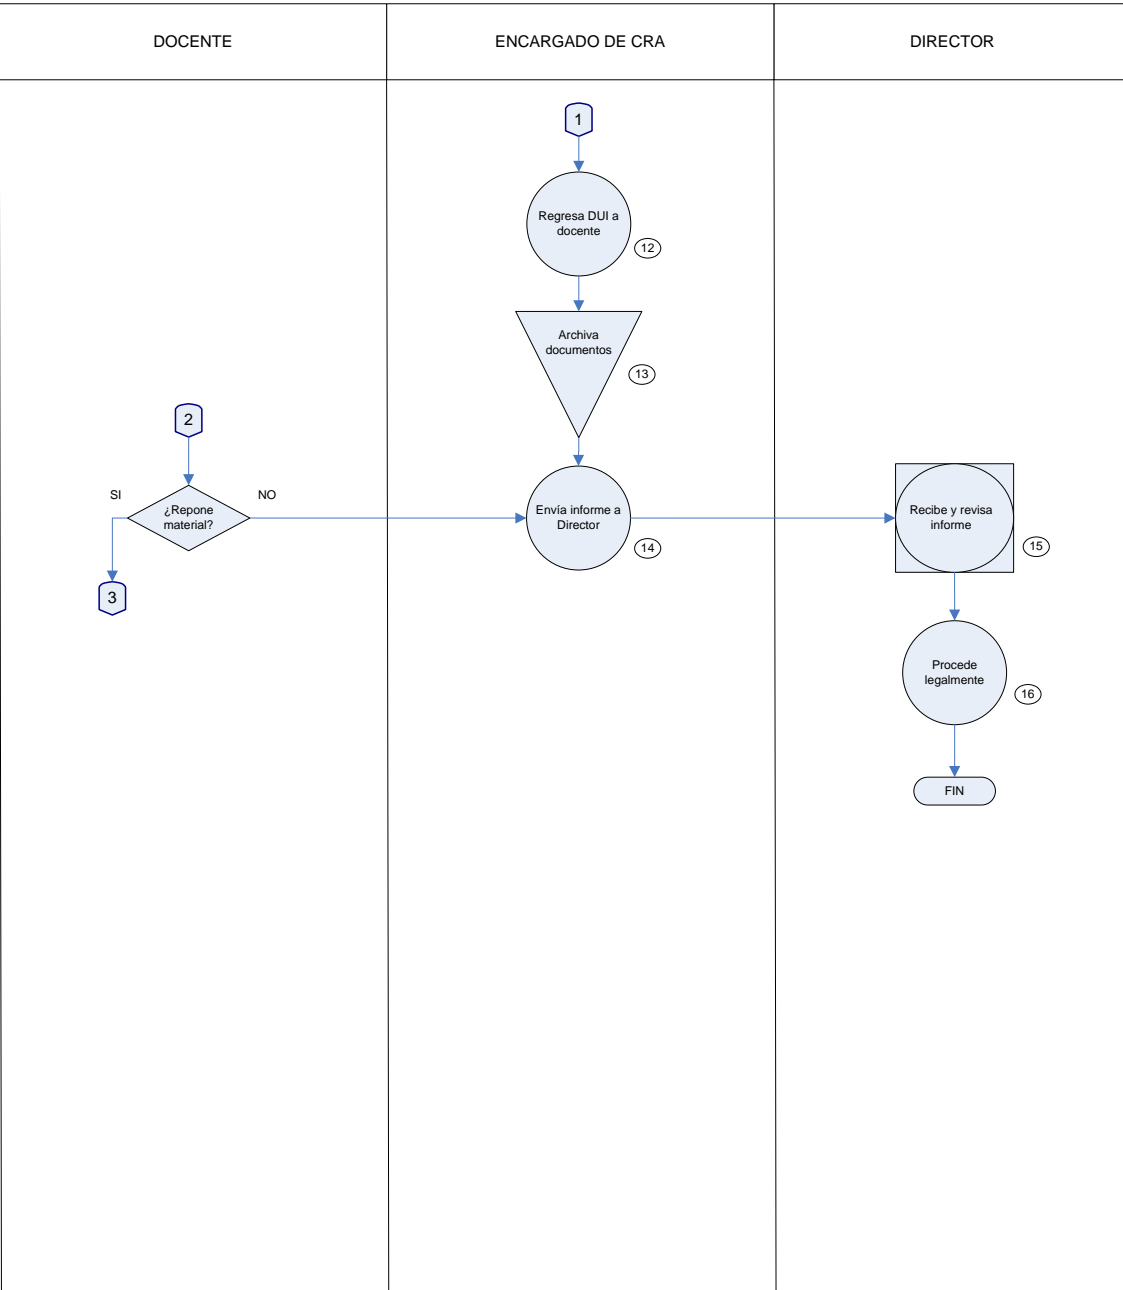 DOCENTE
ENCARGADO DE CRA
DIRECTOR
1
Regresa DUI a
docente
12
Archiva
documentos
13
2
SI
NO
¿Repone
material?
3
Envía informe a
Director
14
Recibe y revisa
informe
15
Procede
legalmente
16
FIN